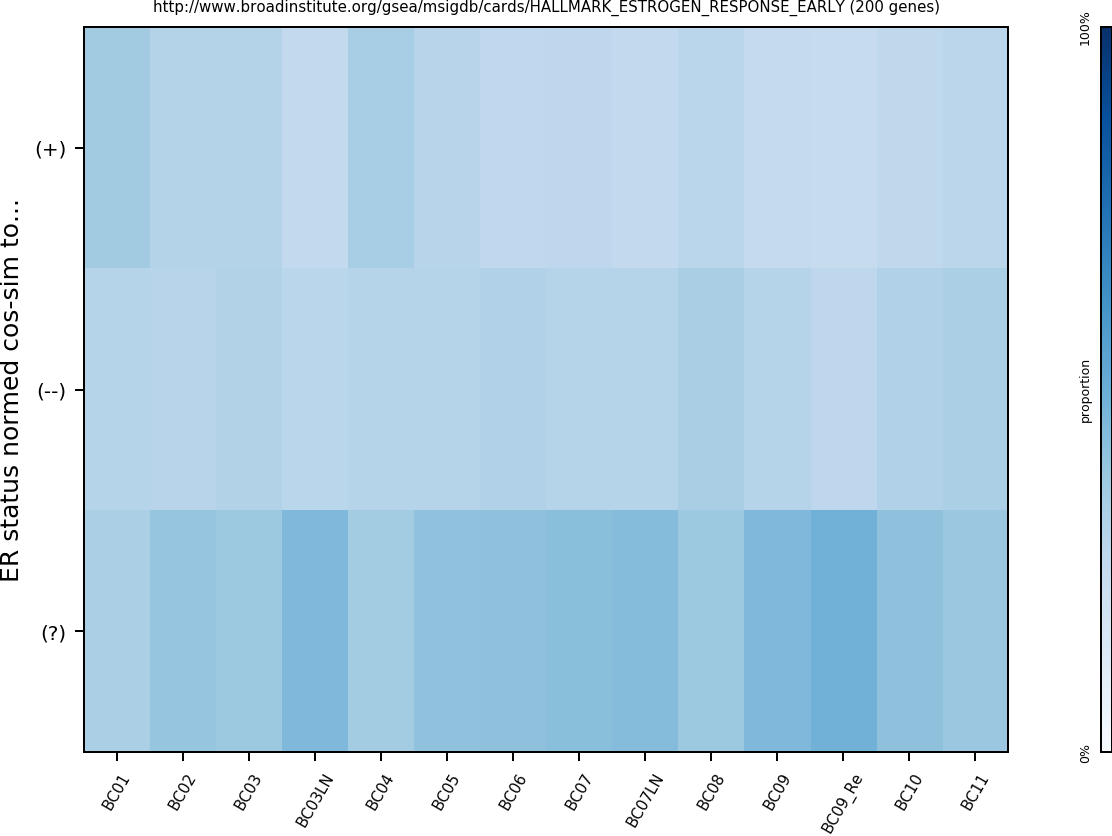 http://www.broadinstitute.org/gsea/msigdb/cards/HALLMARK_ESTROGEN_RESPONSE_EARLY (200 genes)
ER status normed cos-sim to...
(+)
(--)
(?)
BC01
BC02
BC03
BC03LN
BC04
BC05
BC06
BC07
BC07LN
BC08
BC09
BC09_Re
BC10
BC11
100%
proportion
0%